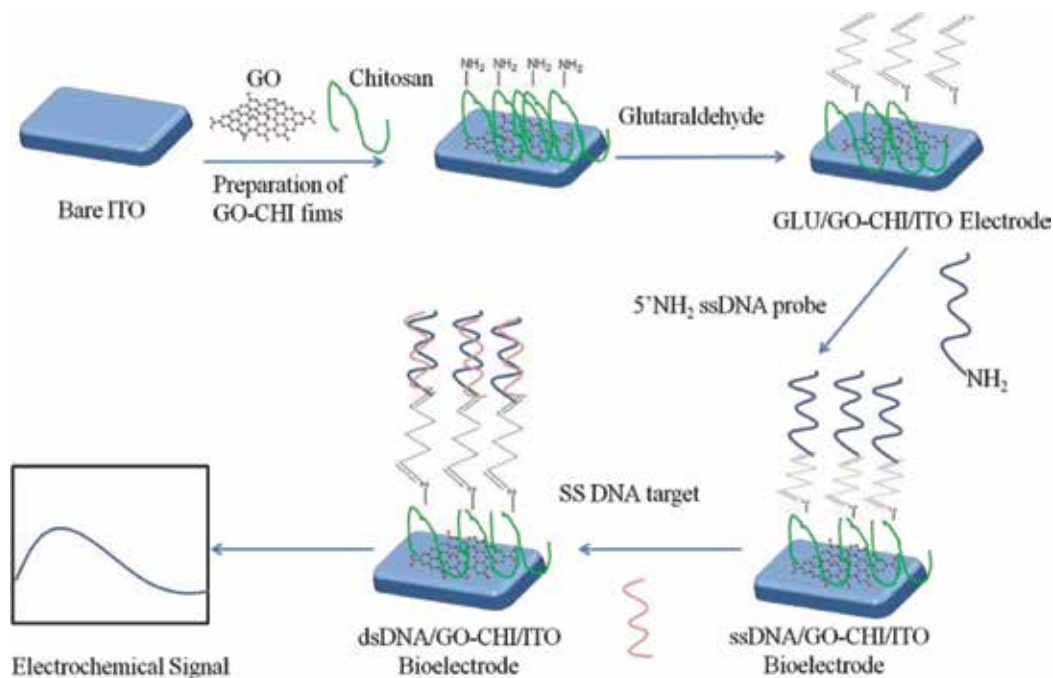 GO
Chitosan
Bare ITO
Preparation of
GO-CHI fims
NH2 NH2 NH2 NH2
Glutaraldehyde
GLU/GO-CHI/ITO Electrode
5'NH2 ssDNA probe
NH2
SS DNA target
ssDNA/GO-CHI/ITO
Bioelectrode
dsDNA/GO-CHI/ITO
Bioelectrode
Electrochemical Signal